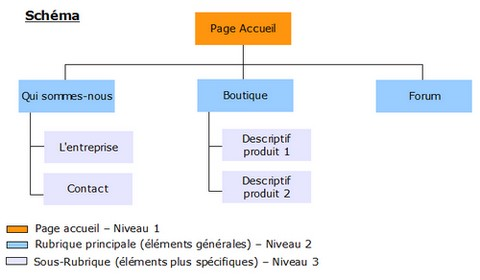 Schéma
Page Accueil
Qui sommes-nous
Boutique
Forum
L'entreprise
Contact
Descriptif
produit 1
Descriptif
produit 2
Page accueil – Niveau 1
Rubrique principale (éléments générales) – Niveau 2
Sous-Rubrique (éléments plus spécifiques) – Niveau 3